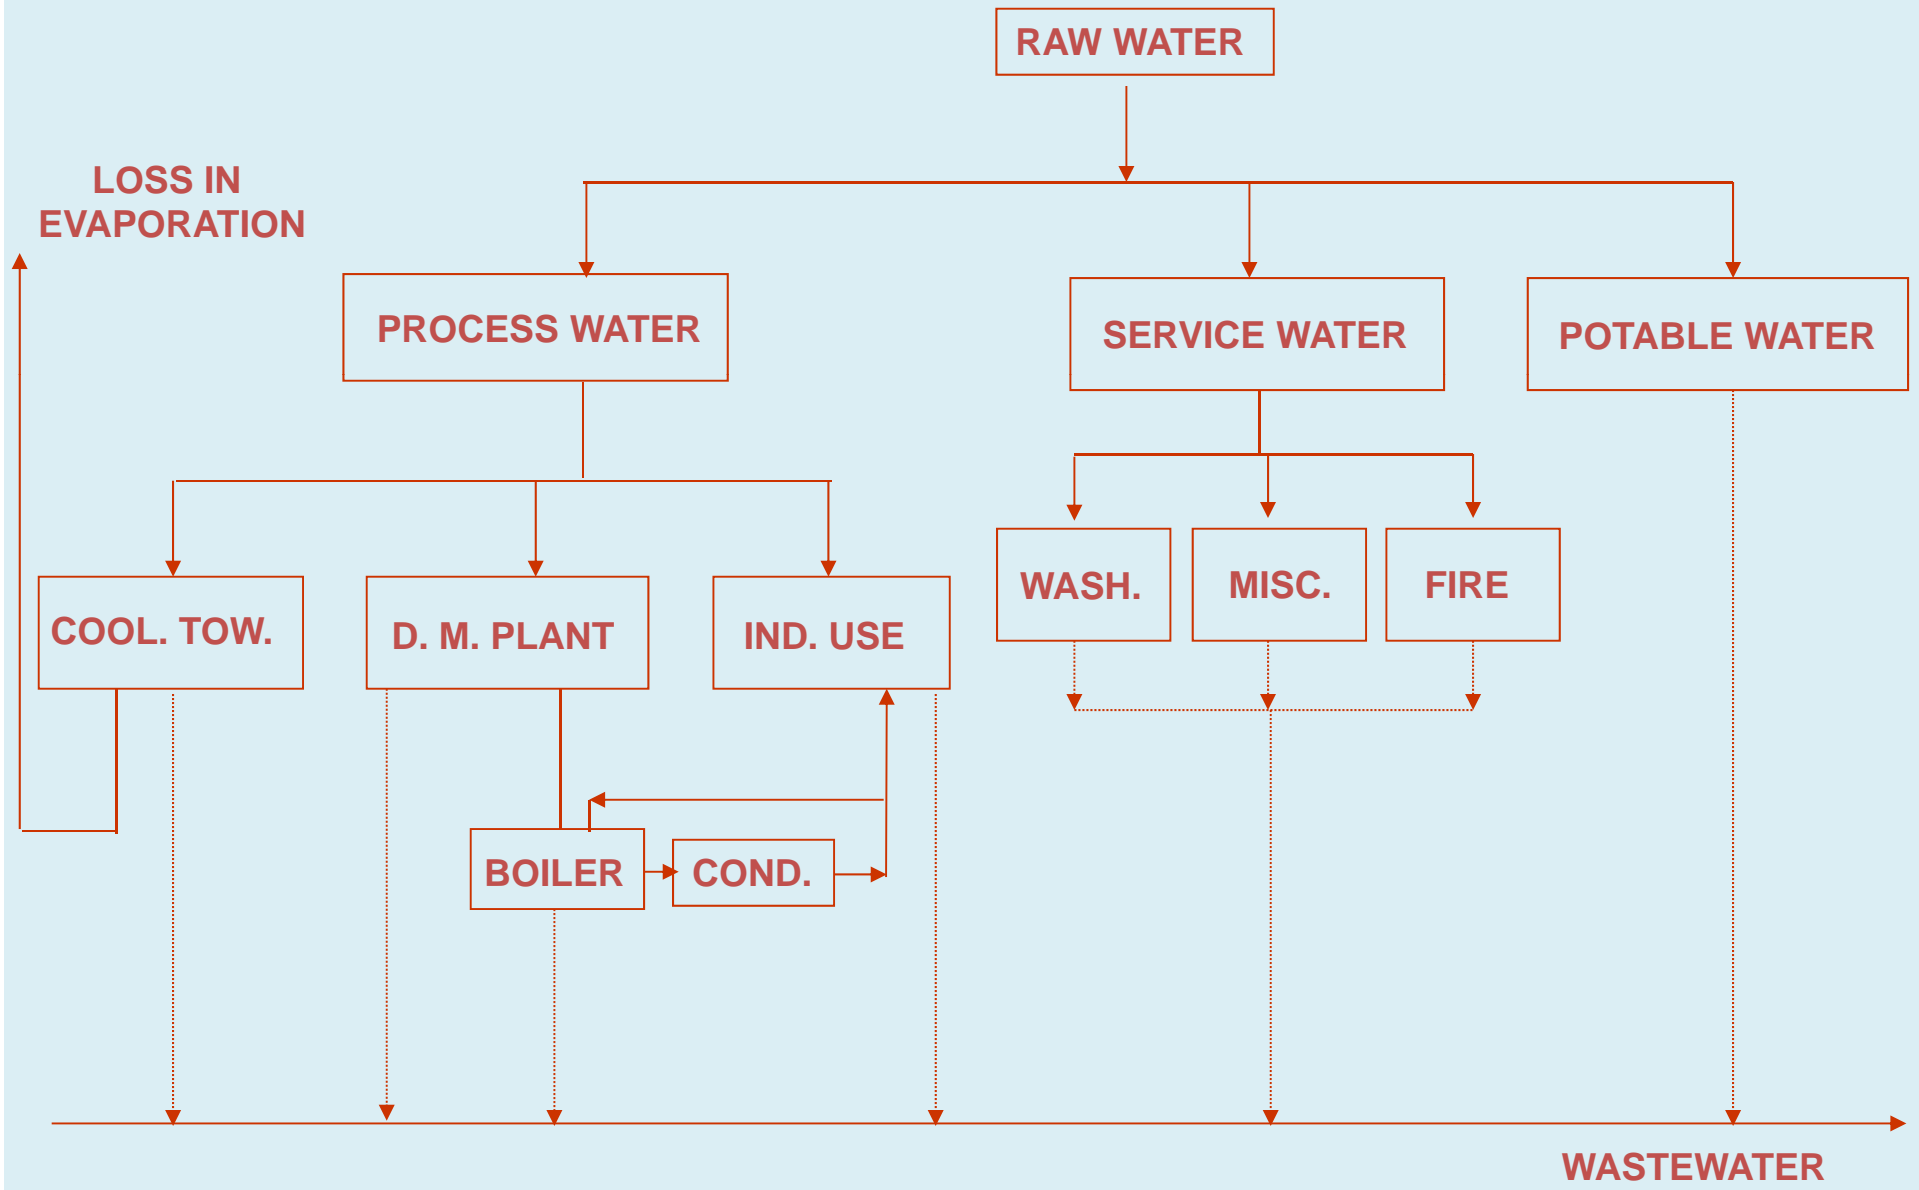 RAW WATER
LOSS IN
EVAPORATION
PROCESS WATER
SERVICE WATER
POTABLE WATER
COOL. TOW.
D. M. PLANT
IND. USE
WASH.
MISC.
FIRE
BOILER
COND.
WASTEWATER